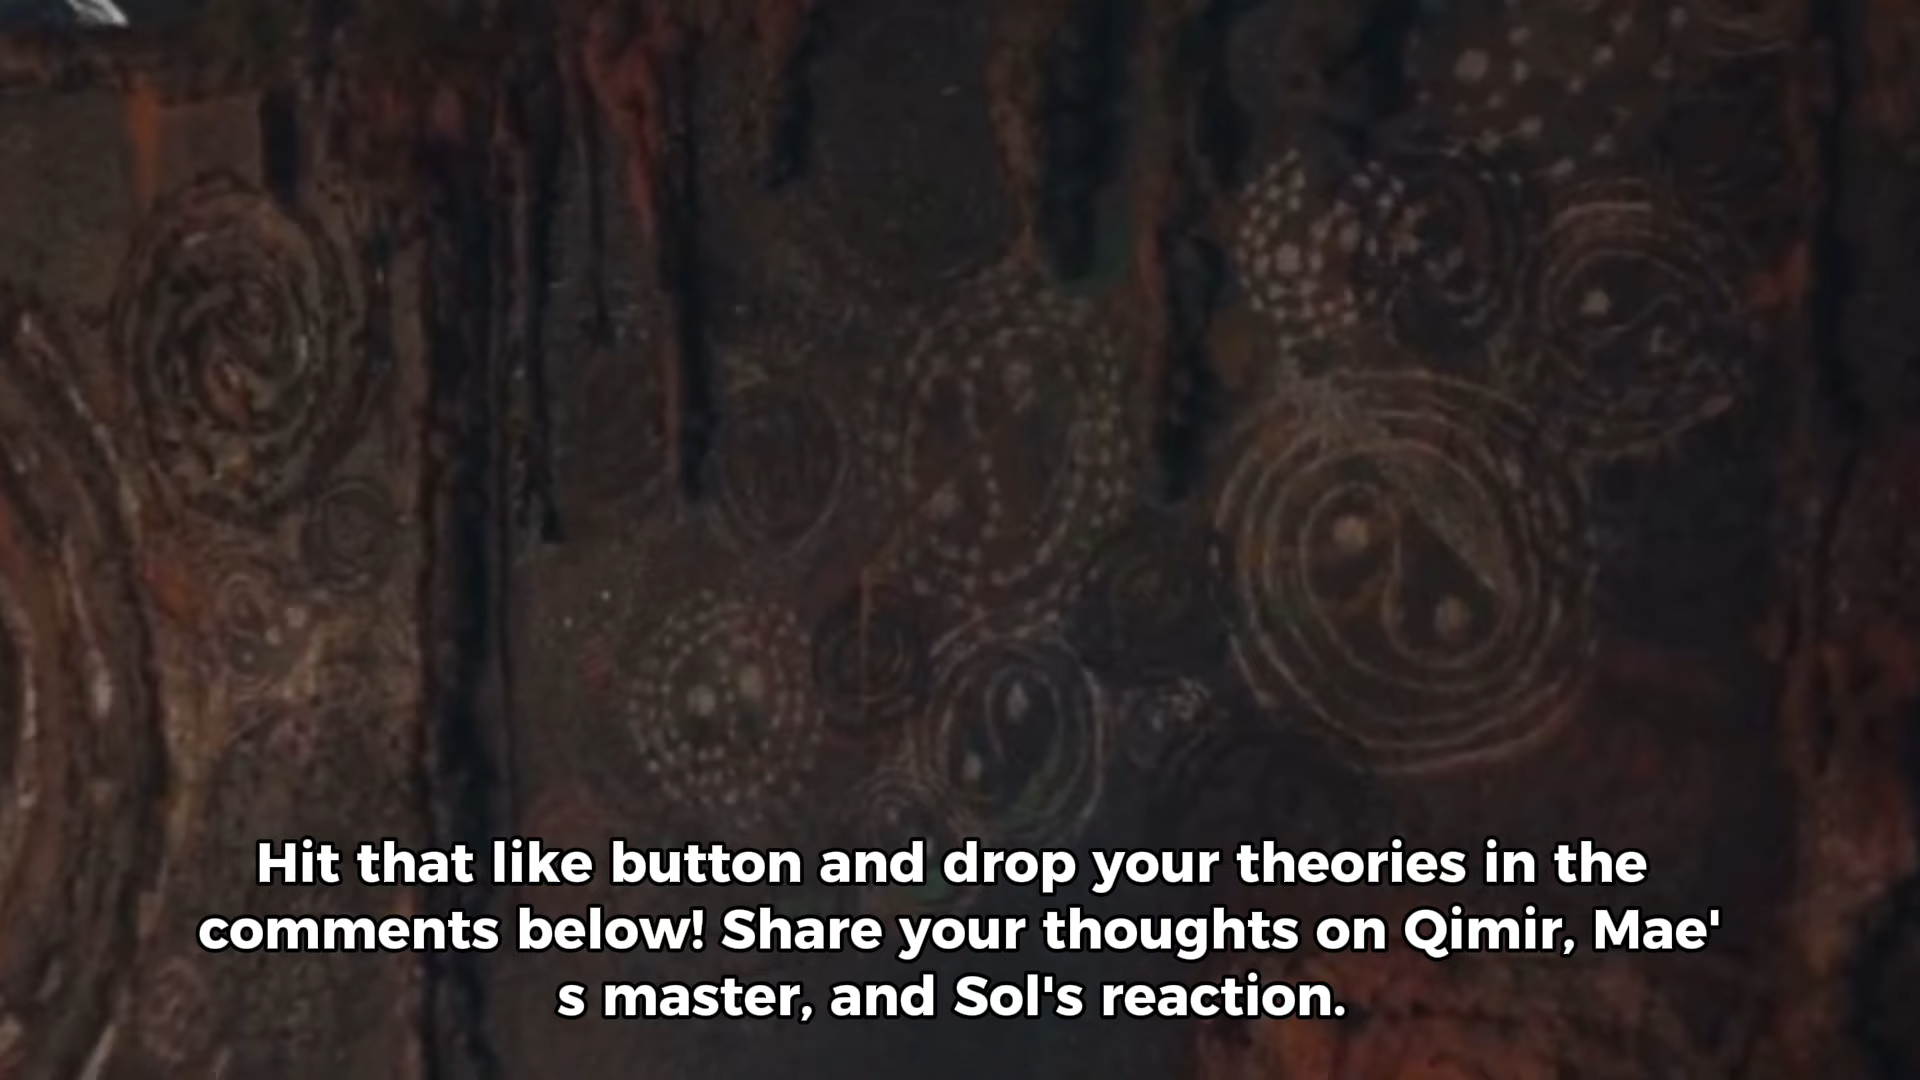 Hit that like button and drop your theories in the
comments below! Share your thoughts on Qimir, Mae'
s master, and Sol's reaction.